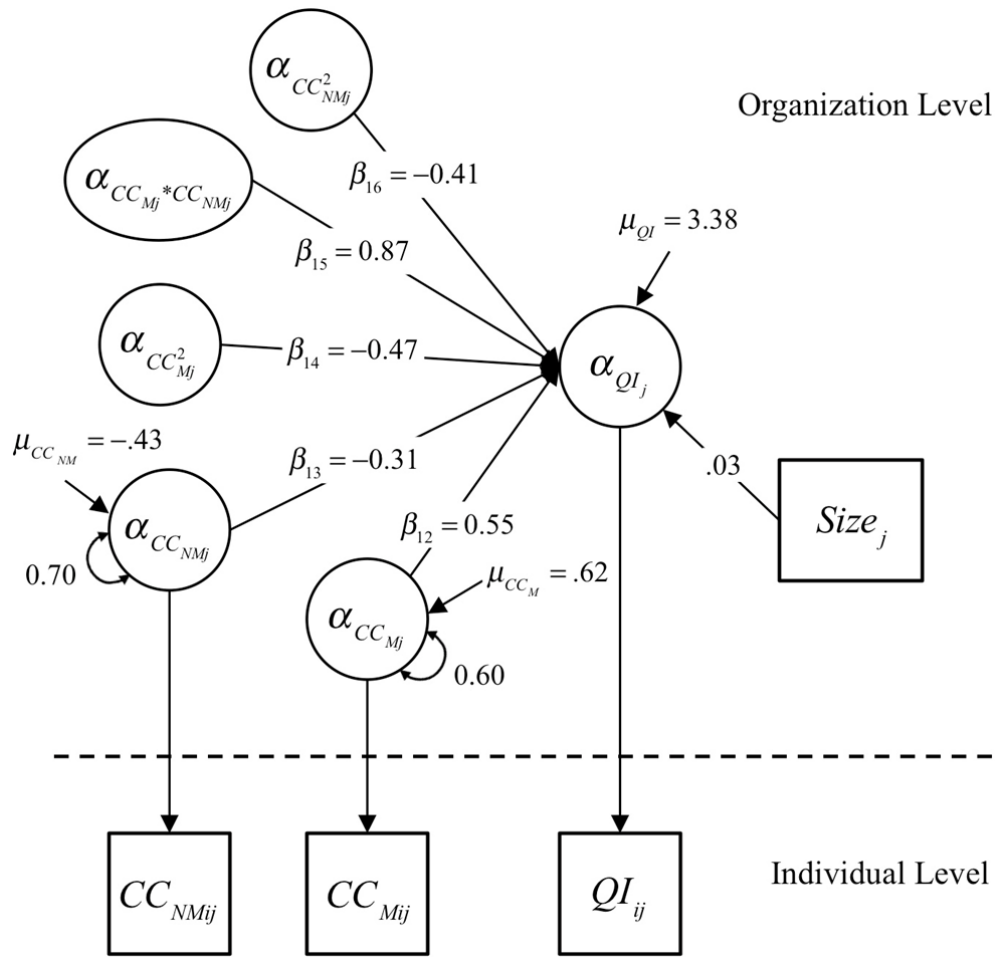 α_{CC²_{NMj}}
Organization Level
β₁₆ = −0.41
α_{CC_{Mj}*CC_{NMj}}
μ_{QI} = 3.38
β₁₅ = 0.87
α_{CC²_{Mj}}
β₁₄ = −0.47
α_{QI_j}
μ_{CC_{NM}} = −.43
β₁₃ = −0.31
.03
α_{CC_{NMj}}
β₁₂ = 0.55
Size_j
0.70
μ_{CC_M} = .62
α_{CC_{Mj}}
0.60
Individual Level
CC_{NMij}
CC_{Mij}
QI_{ij}